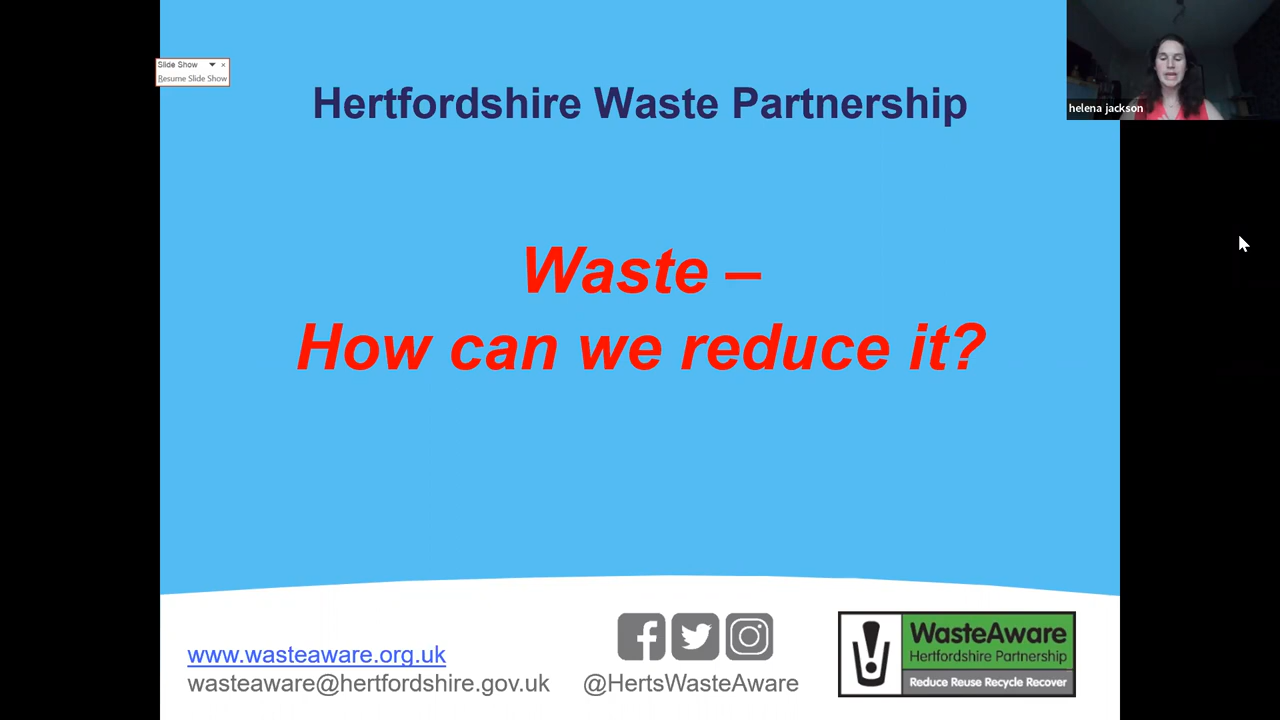 Slide Show
Resume Slide Show
helena jackson
Hertfordshire Waste Partnership
Waste –
How can we reduce it?
www.wasteaware.org.uk
wasteaware@hertfordshire.gov.uk
@HertsWasteAware
WasteAware
Hertfordshire Partnership
Reduce Reuse Recycle Recover